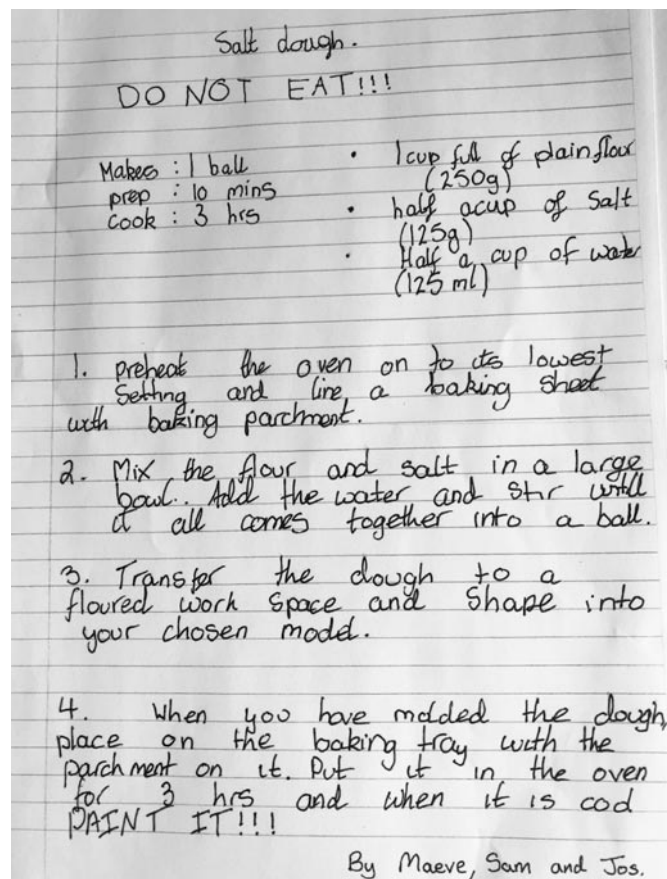 Salt dough.
DO NOT EAT!!!
Makes : 1 ball
prep : 10 mins
cook : 3 hrs
• 1 cup full of plain flour
(250g)
• half a cup of Salt
(125g)
• Half a cup of water
(125 ml)
1. preheat the oven on to its lowest
Setting and line a baking sheet
with baking parchment.
2. Mix the flour and salt in a large
bowl.. Add the water and stir until
it all comes together into a ball.
3. Transfer the dough to a
floured work space and Shape into
your chosen model.
4. When you have molded the dough,
place on the baking tray with the
parchment on it. Put it in the oven
for 3 hrs and when it is cool
PAINT IT!!!
By Maeve, Sam and Jos.